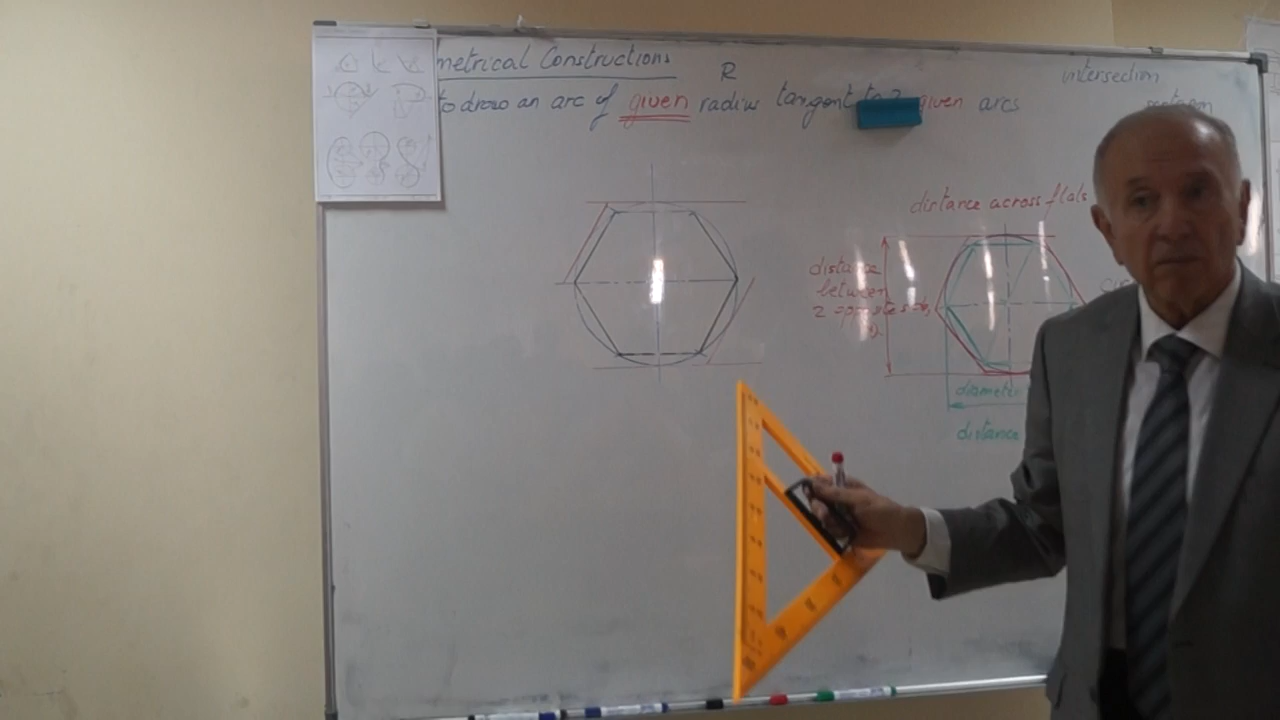 metrical Constructions
R
to draw an arc of given radius tangent to 2 given arcs
intersection
distance across flats
distance
between
2 opposite
diamet
distance